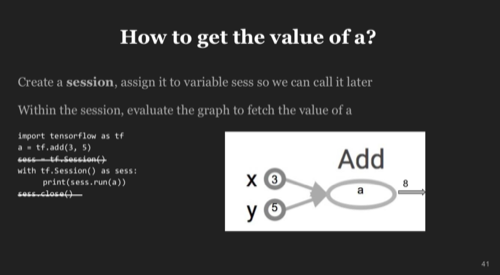 How to get the value of a?
Create a session, assign it to variable sess so we can call it later
Within the session, evaluate the graph to fetch the value of a
import tensorflow as tf
a = tf.add(3, 5)
sess = tf.Session()
with tf.Session() as sess:
print(sess.run(a))
sess.close()
Add
x 3
a 8
y 5
41